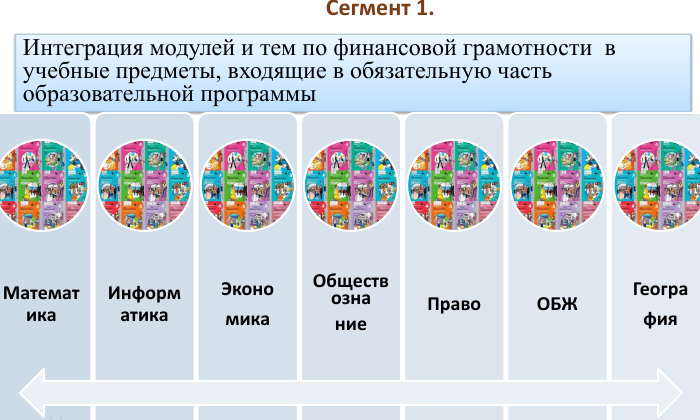 Сегмент 1.
Интеграция модулей и тем по финансовой грамотности  в
учебные предметы, входящие в обязательную часть
образовательной программы
Математ
ика
Информ
атика
Эконо
мика
Обществ
озна
ние
Право
ОБЖ
Геогра
фия